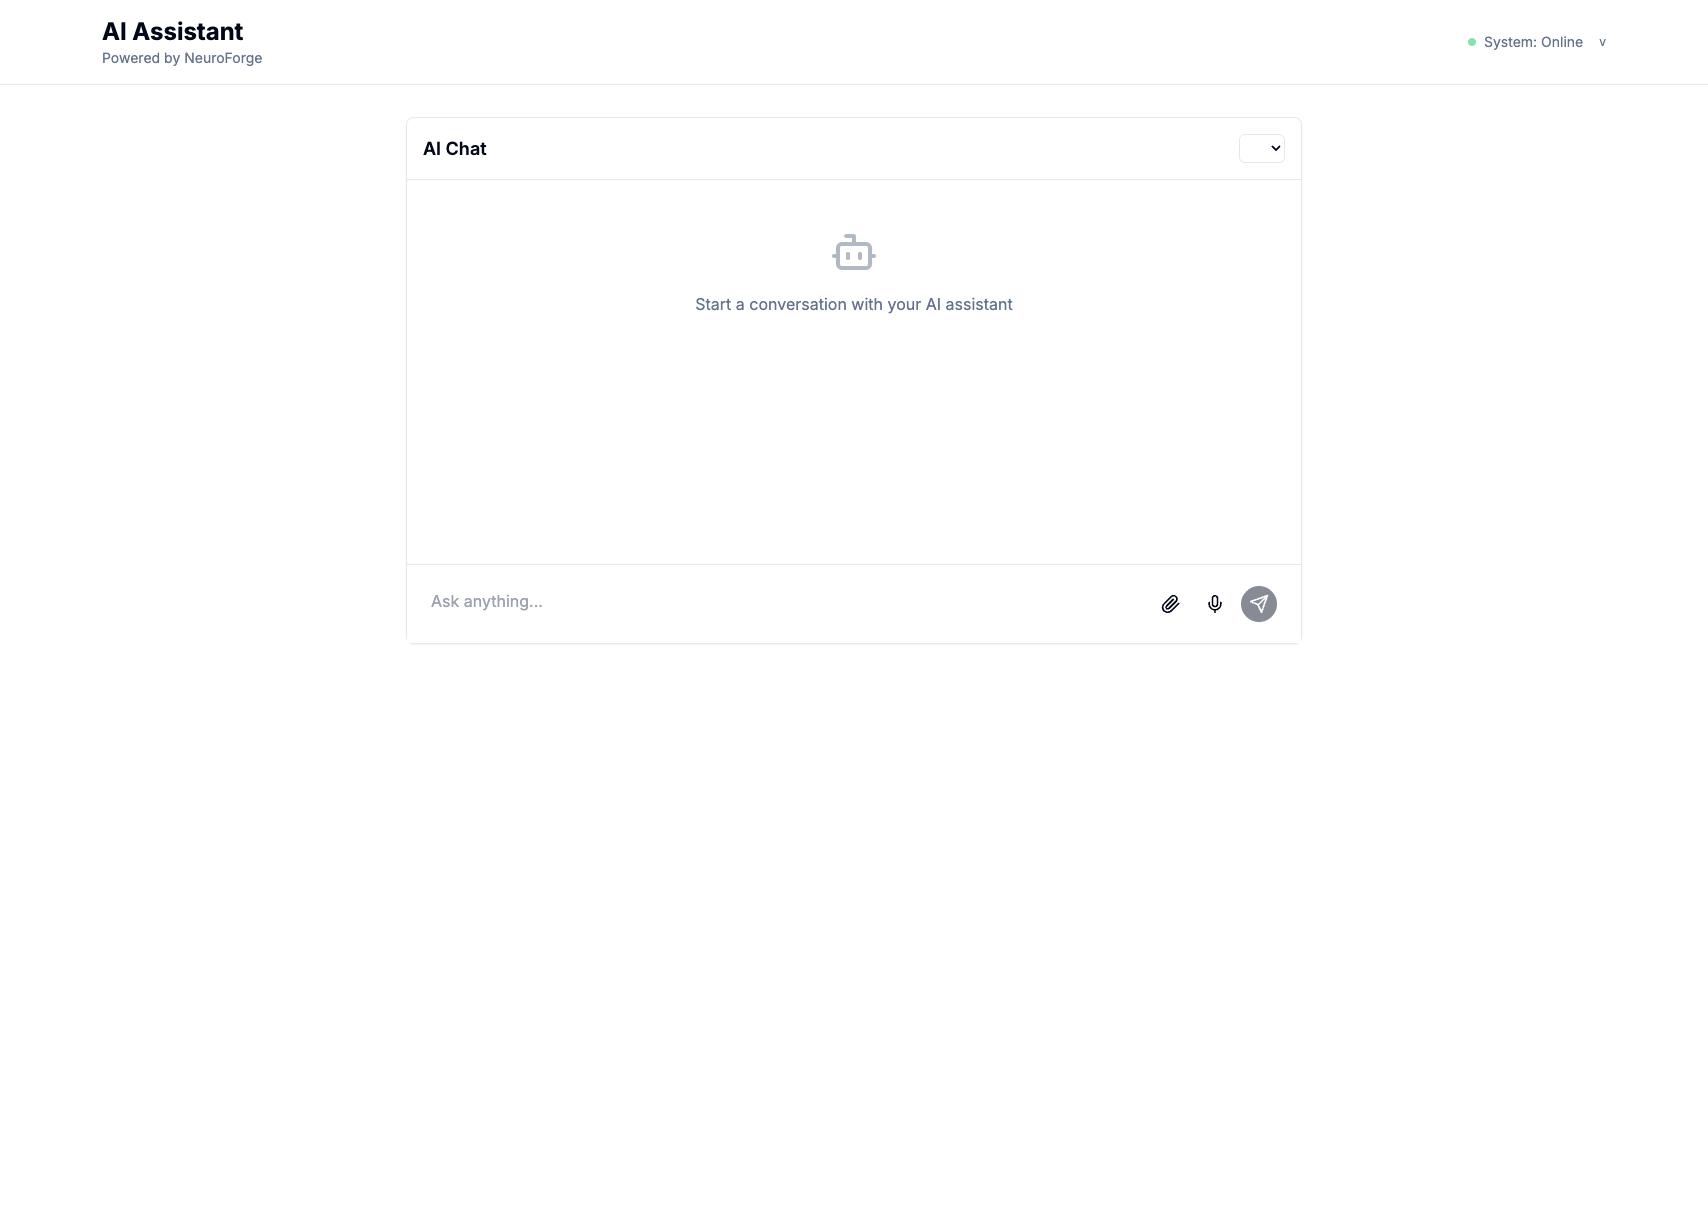 AI Assistant
Powered by NeuroForge
System: Online v
AI Chat
Start a conversation with your AI assistant
Ask anything...